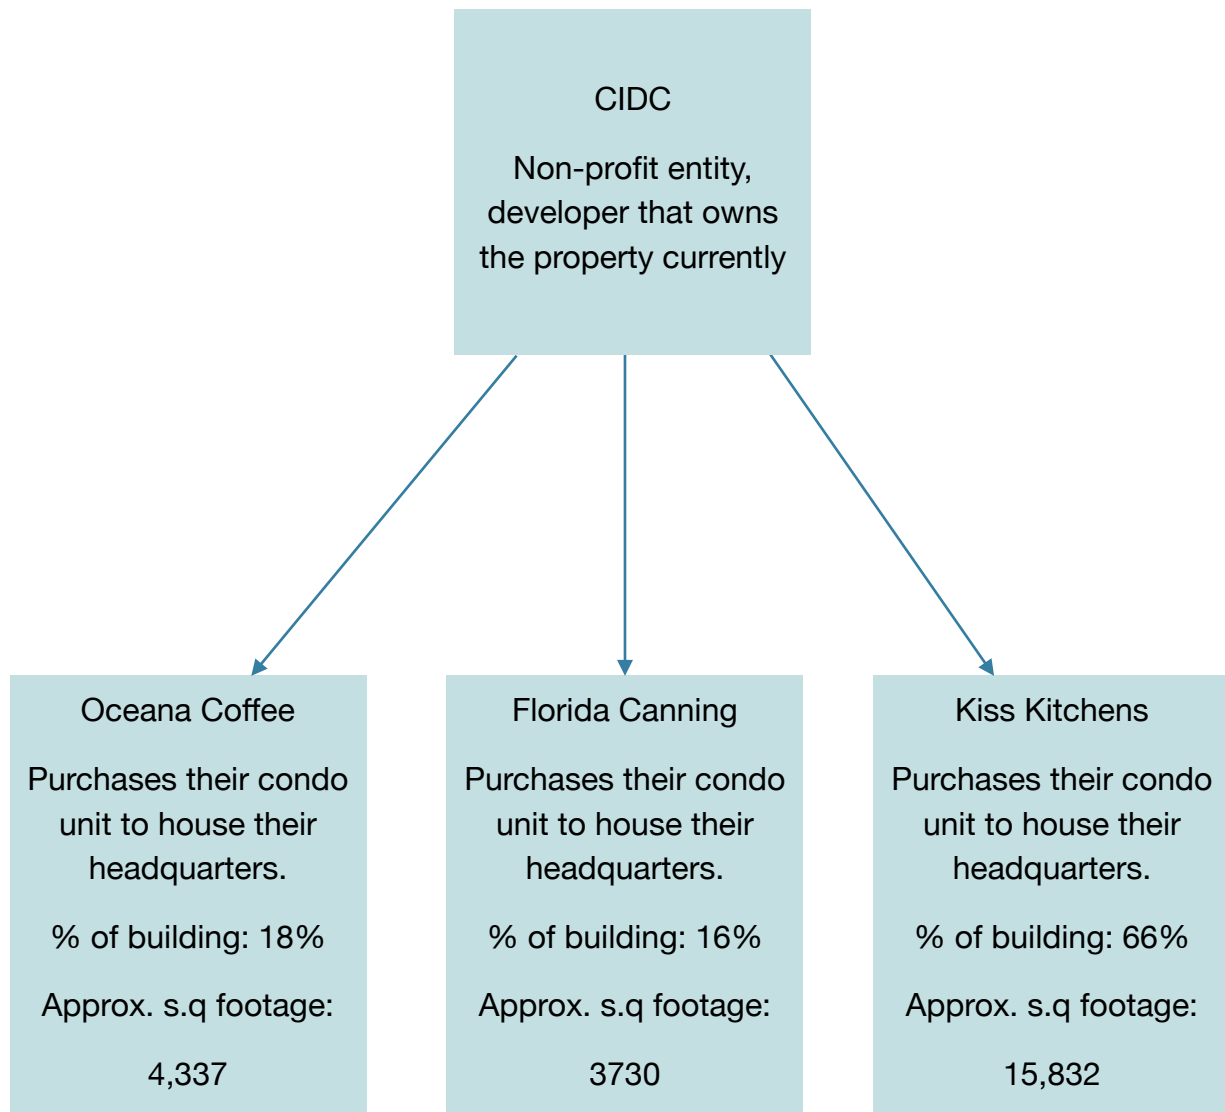 CIDC
Non-profit entity,
developer that owns
the property currently
Oceana Coffee
Purchases their condo
unit to house their
headquarters.
% of building: 18%
Approx. s.q footage:
4,337
Florida Canning
Purchases their condo
unit to house their
headquarters.
% of building: 16%
Approx. s.q footage:
3730
Kiss Kitchens
Purchases their condo
unit to house their
headquarters.
% of building: 66%
Approx. s.q footage:
15,832